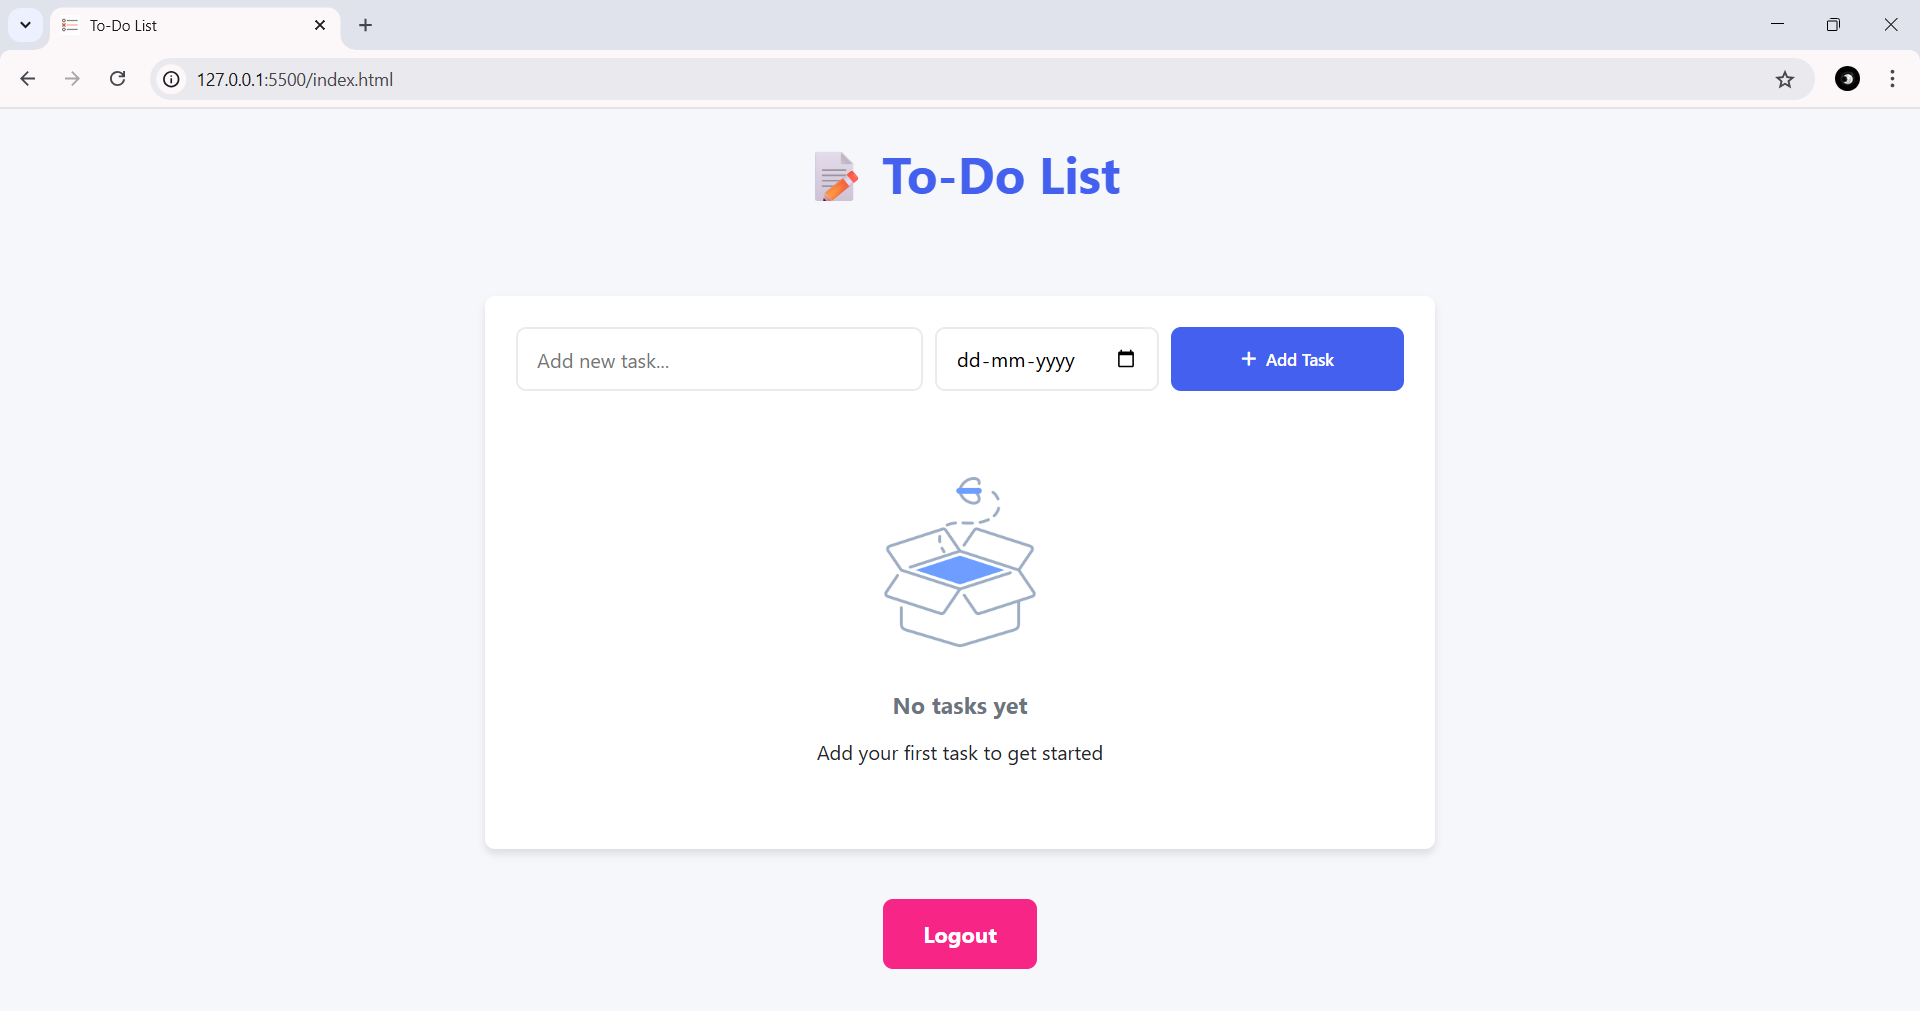 To-Do List
127.0.0.1:5500/index.html
To-Do List
Add new task...
dd-mm-yyyy
+ Add Task
No tasks yet
Add your first task to get started
Logout